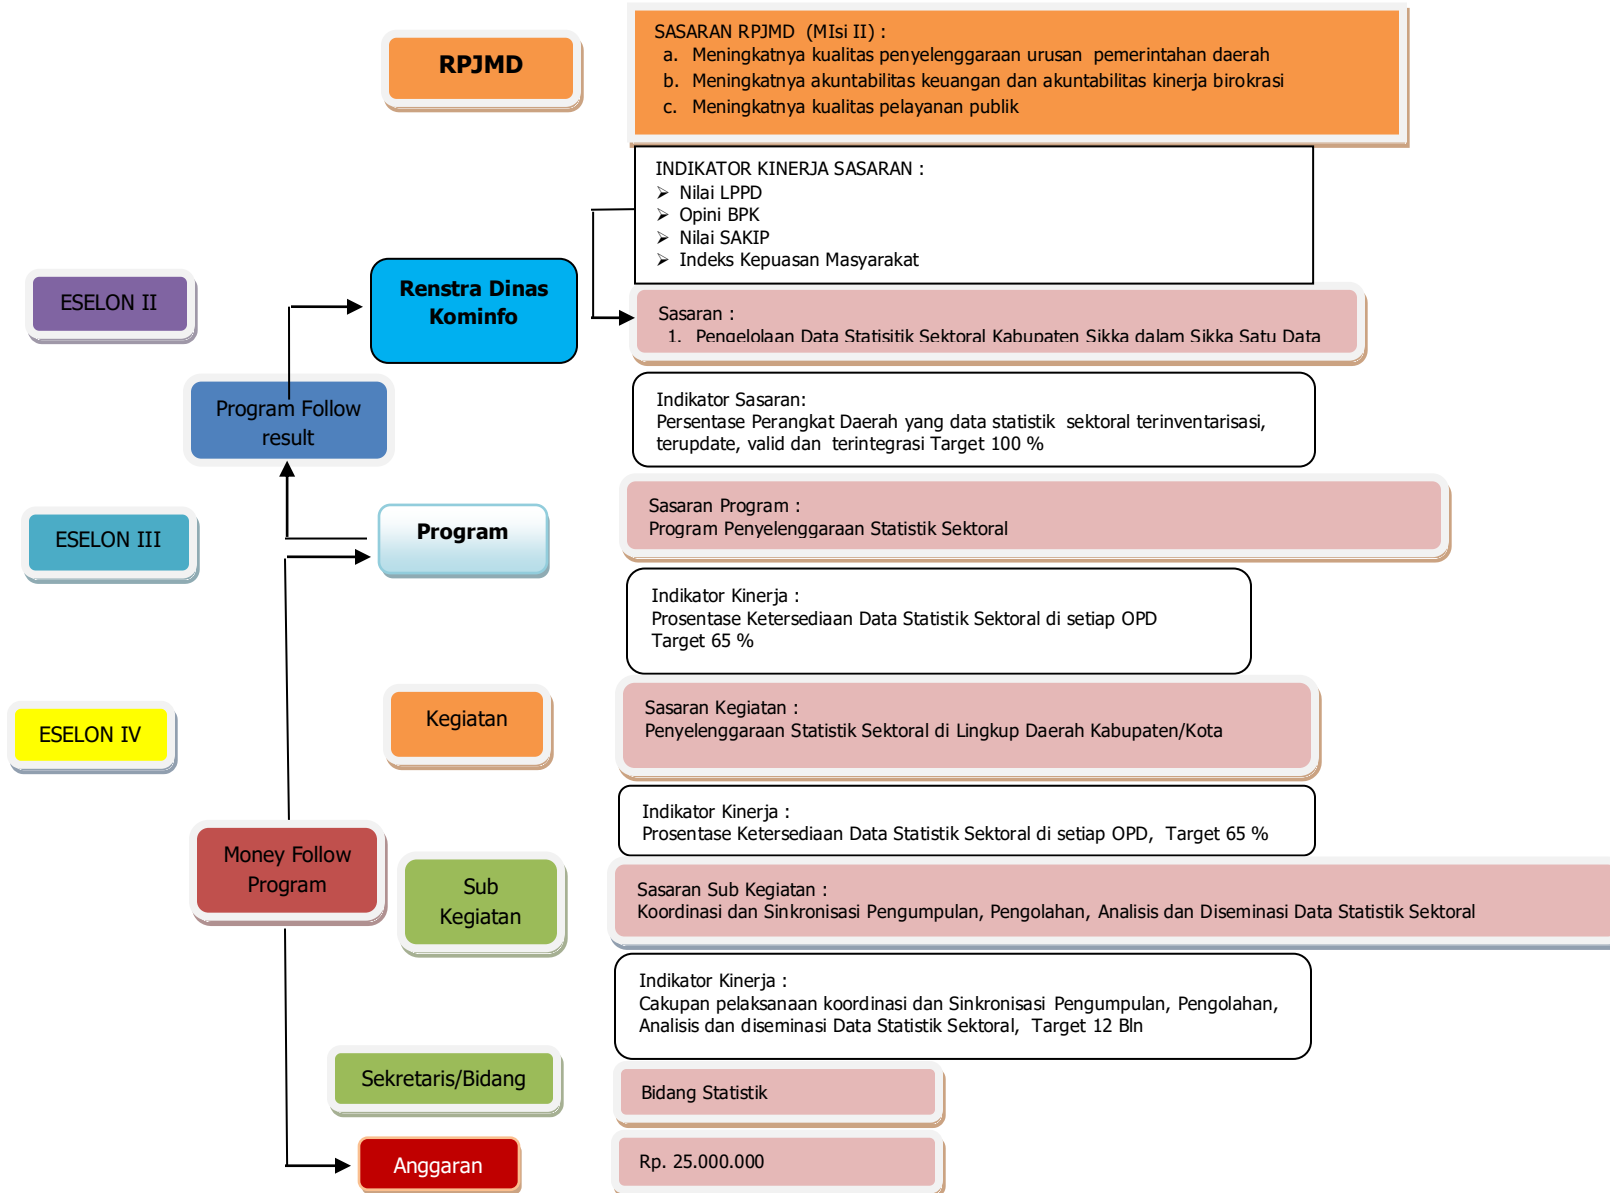 RPJMD
SASARAN RPJMD (MIsi II) :
a. Meningkatnya kualitas penyelenggaraan urusan pemerintahan daerah
b. Meningkatnya akuntabilitas keuangan dan akuntabilitas kinerja birokrasi
c. Meningkatnya kualitas pelayanan publik
INDIKATOR KINERJA SASARAN :
➢ Nilai LPPD
➢ Opini BPK
➢ Nilai SAKIP
➢ Indeks Kepuasan Masyarakat
ESELON II
Renstra Dinas
Kominfo
Sasaran :
1. Pengelolaan Data Statisitik Sektoral Kabupaten Sikka dalam Sikka Satu Data
Program Follow
result
Indikator Sasaran:
Persentase Perangkat Daerah yang data statistik sektoral terinventarisasi,
terupdate, valid dan terintegrasi Target 100 %
ESELON III
Program
Sasaran Program :
Program Penyelenggaraan Statistik Sektoral
Indikator Kinerja :
Prosentase Ketersediaan Data Statistik Sektoral di setiap OPD
Target 65 %
ESELON IV
Kegiatan
Sasaran Kegiatan :
Penyelenggaraan Statistik Sektoral di Lingkup Daerah Kabupaten/Kota
Indikator Kinerja :
Prosentase Ketersediaan Data Statistik Sektoral di setiap OPD, Target 65 %
Money Follow
Program
Sub
Kegiatan
Sasaran Sub Kegiatan :
Koordinasi dan Sinkronisasi Pengumpulan, Pengolahan, Analisis dan Diseminasi Data Statistik Sektoral
Indikator Kinerja :
Cakupan pelaksanaan koordinasi dan Sinkronisasi Pengumpulan, Pengolahan,
Analisis dan diseminasi Data Statistik Sektoral, Target 12 Bln
Sekretaris/Bidang
Bidang Statistik
Anggaran
Rp. 25.000.000